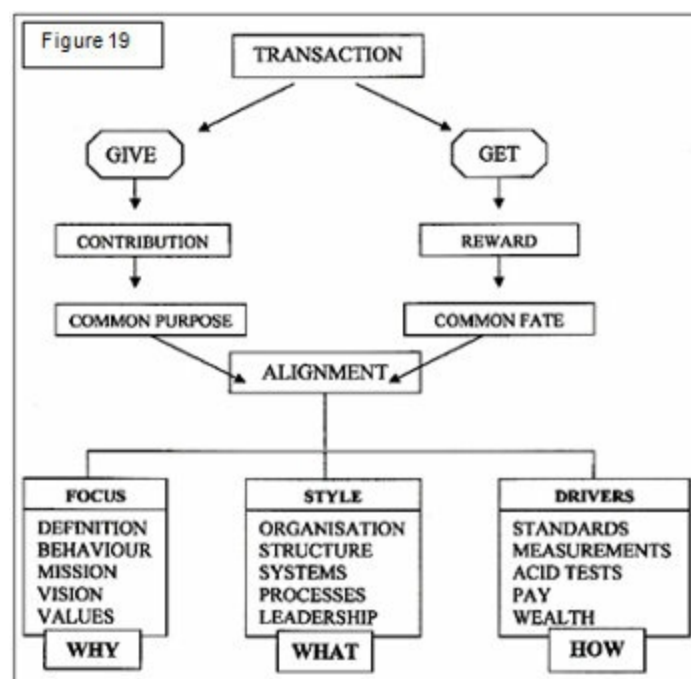 Figure 19
TRANSACTION
GIVE
GET
CONTRIBUTION
REWARD
COMMON PURPOSE
COMMON FATE
ALIGNMENT
FOCUS
DEFINITION
BEHAVIOUR
MISSION
VISION
VALUES
WHY
STYLE
ORGANISATION
STRUCTURE
SYSTEMS
PROCESSES
LEADERSHIP
WHAT
DRIVERS
STANDARDS
MEASUREMENTS
ACID TESTS
PAY
WEALTH
HOW